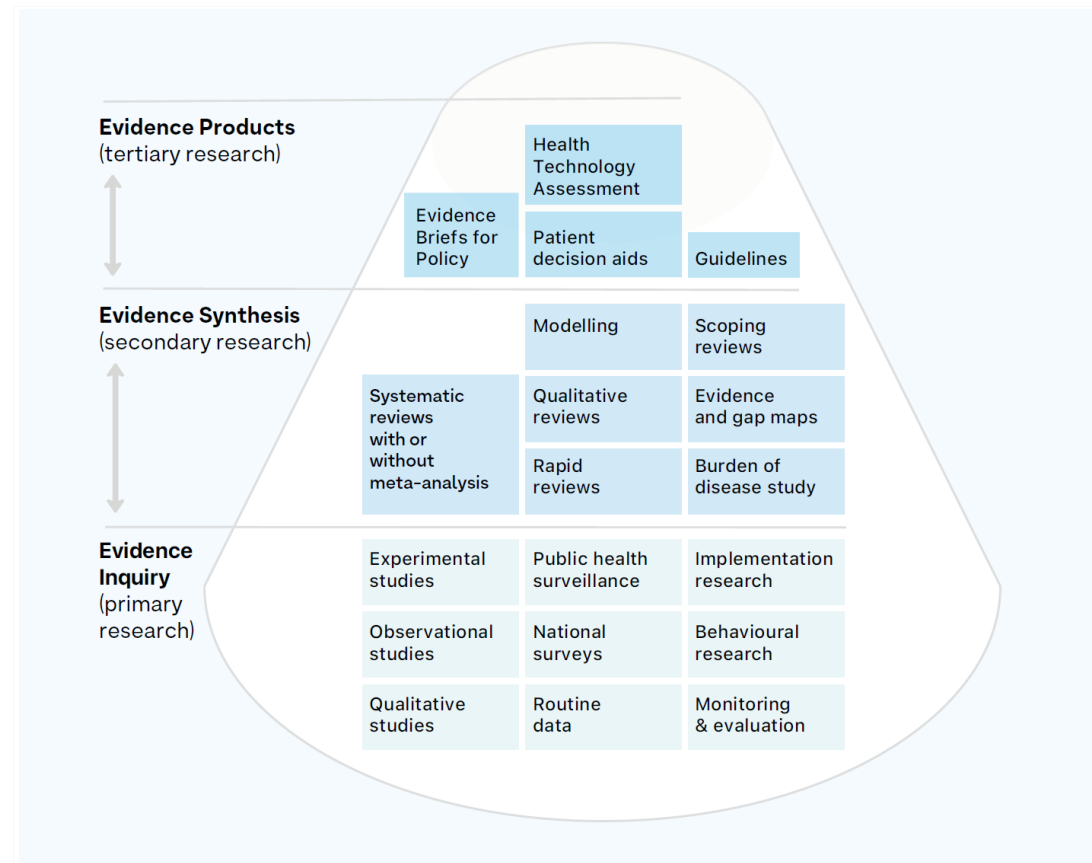 Evidence Products
(tertiary research)
Health
Technology
Assessment
Evidence
Briefs for
Policy
Patient
decision aids
Guidelines
Evidence Synthesis
(secondary research)
Modelling
Scoping
reviews
Systematic
reviews
with or
without
meta-analysis
Qualitative
reviews
Evidence
and gap maps
Rapid
reviews
Burden of
disease study
Evidence
Inquiry
(primary
research)
Experimental
studies
Public health
surveillance
Implementation
research
Observational
studies
National
surveys
Behavioural
research
Qualitative
studies
Routine
data
Monitoring
& evaluation